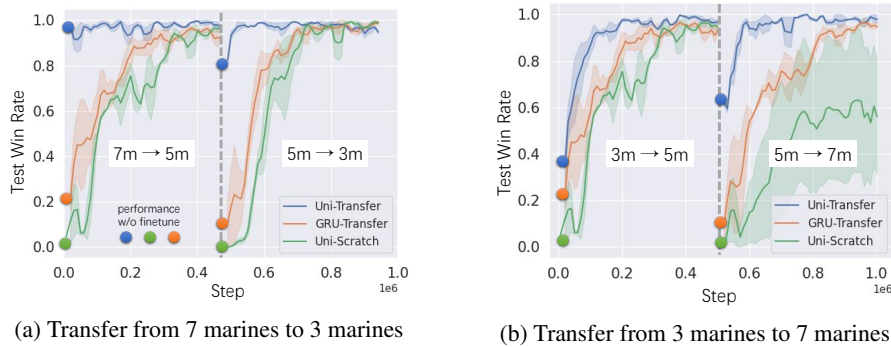 1.0
0.8
0.6
0.4
0.2
0.0
Test Win Rate
7m → 5m
5m → 3m
performance
w/o finetune
Uni-Transfer
GRU-Transfer
Uni-Scratch
0.0 0.2 0.4 0.6 0.8 1.0
Step
1e6
(a) Transfer from 7 marines to 3 marines
1.0
0.8
0.6
0.4
0.2
0.0
Test Win Rate
3m → 5m
5m → 7m
Uni-Transfer
GRU-Transfer
Uni-Scratch
0.0 0.2 0.4 0.6 0.8 1.0
Step
1e6
(b) Transfer from 3 marines to 7 marines